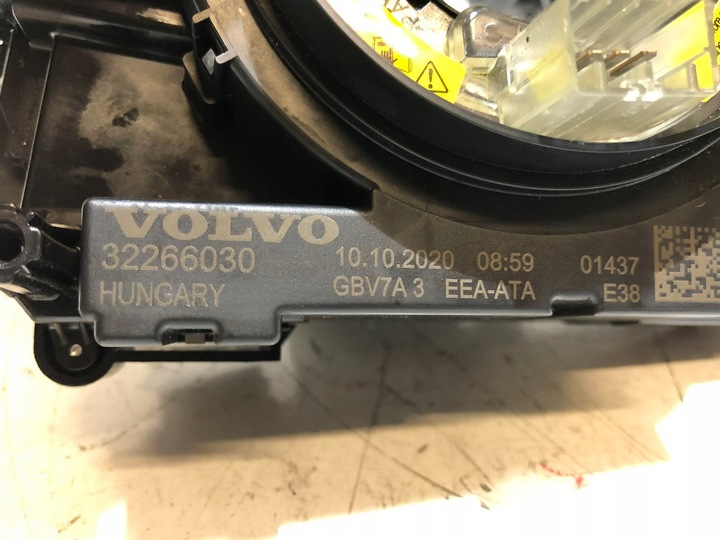 VOLVO
32266030 10.10.2020 08:59 01437
HUNGARY GBV7A 3 EEA-ATA E38